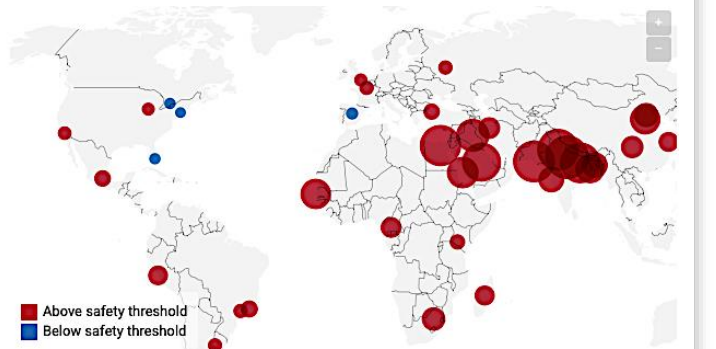 +
−
Above safety threshold
Below safety threshold